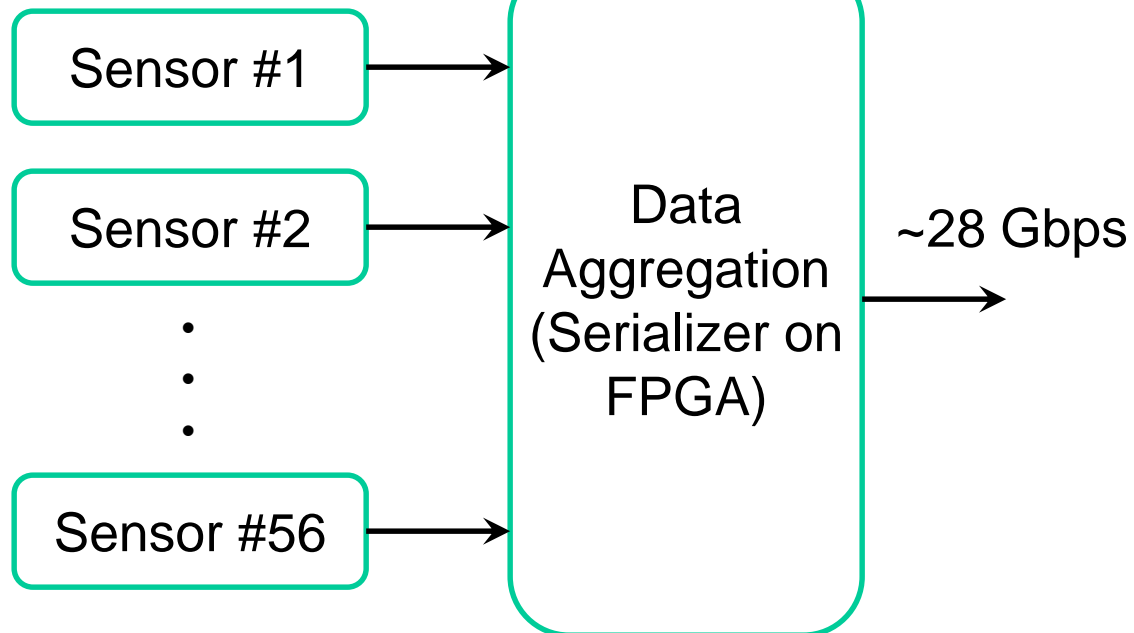 Sensor #1
Sensor #2
Sensor #56
Data
Aggregation
(Serializer on
FPGA)
~28 Gbps